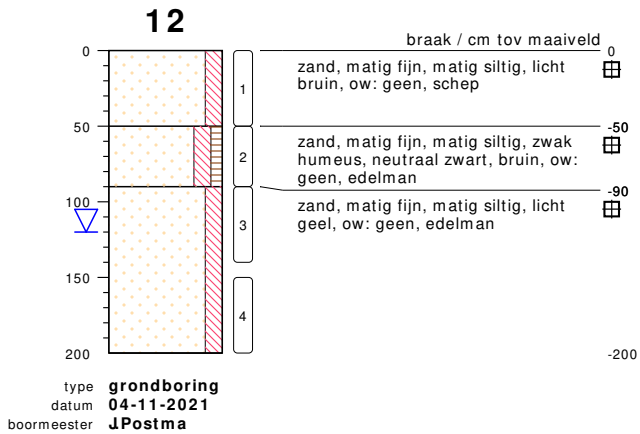 12
braak / cm tov maaiveld
0
0
zand, matig fijn, matig siltig, licht
bruin, ow: geen, schep
1
50
-50
zand, matig fijn, matig siltig, zwak
humeus, neutraal zwart, bruin, ow:
geen, edelman
2
-90
100
zand, matig fijn, matig siltig, licht
geel, ow: geen, edelman
3
150
4
200
-200
type grondboring
datum 04-11-2021
boormeester J.Postma